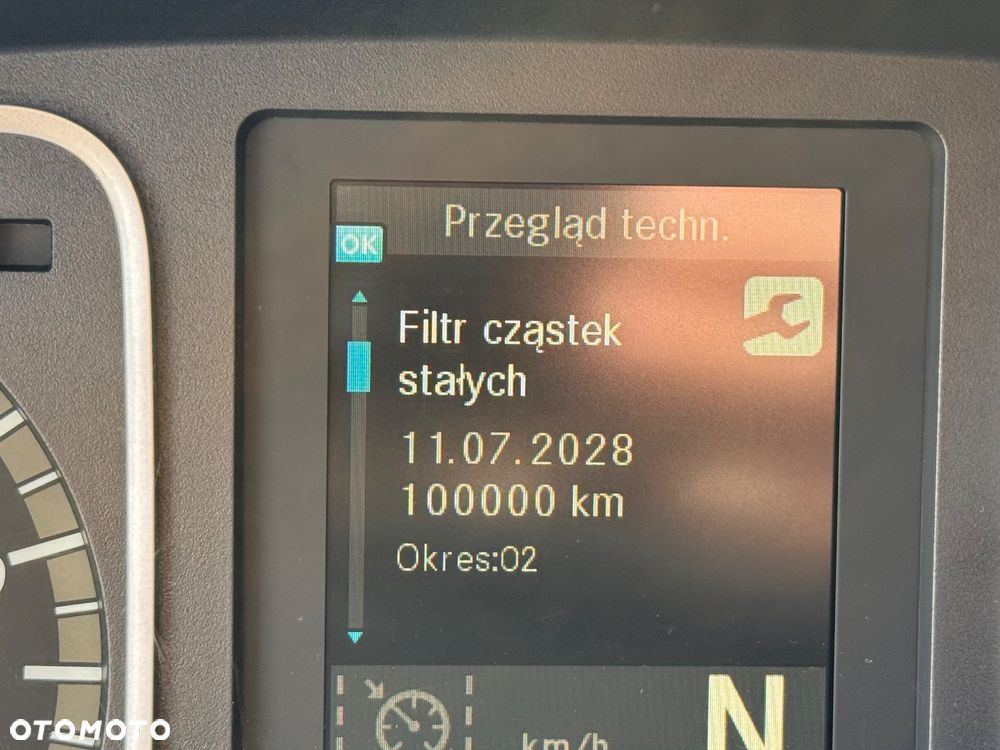 Przegląd techn.
OK
Filtr cząstek
stałych
11.07.2028
100000 km
Okres:02
km/h
N
OTOMOTO